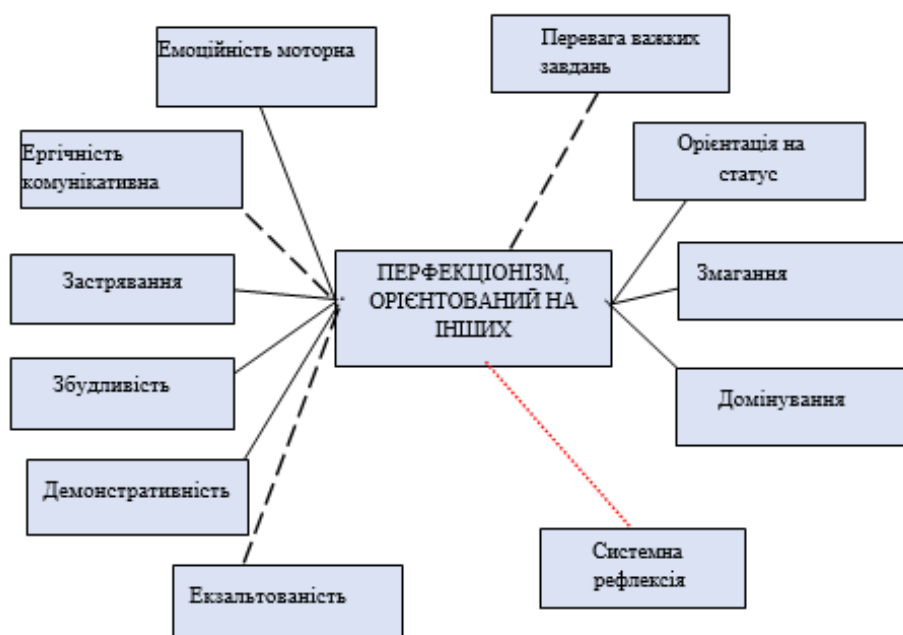 Емоційність моторна
Перевага важких
завдань
Ергічність
комунікативна
Орієнтація на
статус
Застрявання
ПЕРФЕКЦІОНІЗМ,
ОРІЄНТОВАНИЙ НА
ІНШИХ
Змагання
Збудливість
Домінування
Демонстративність
Системна
рефлексія
Екзальтованість